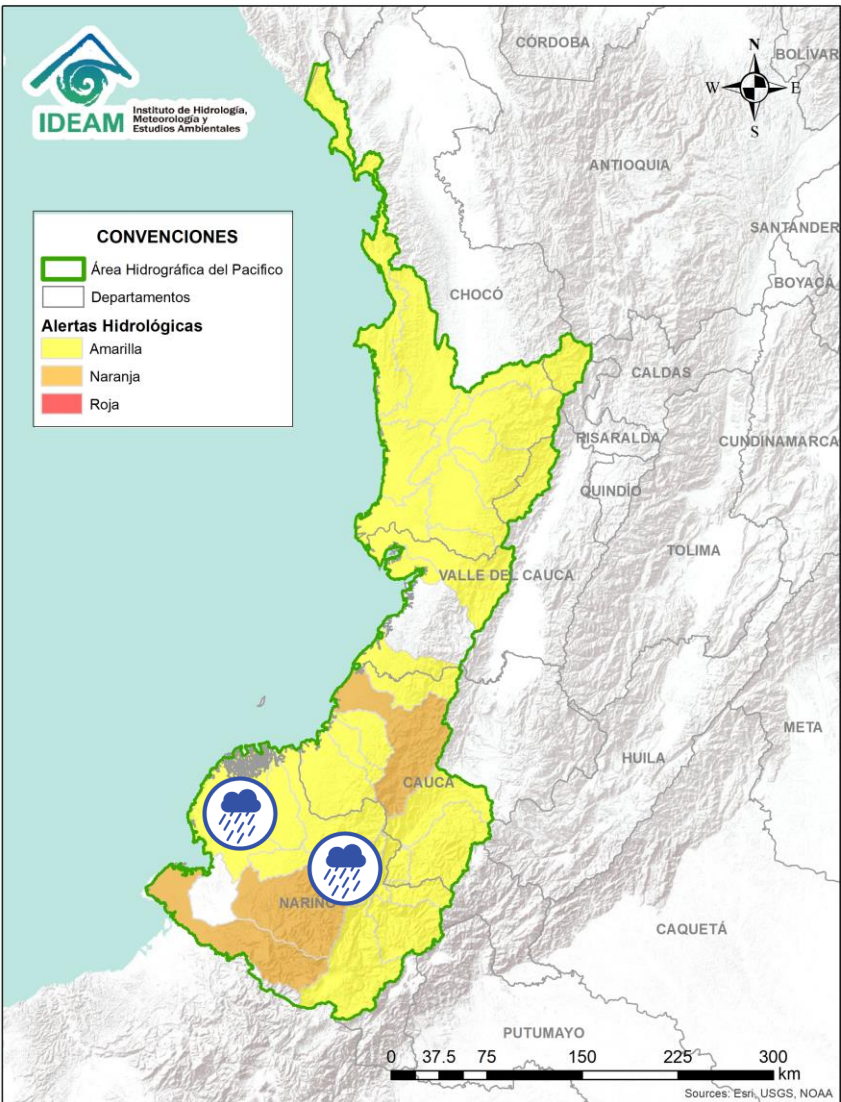 IDEAM
Instituto de Hidrología,
Meteorología y
Estudios Ambientales
N
W
E
S
CÓRDOBA
BOLÍVAR
ANTIOQUIA
SANTANDER
BOYACÁ
CHOCÓ
CALDAS
RISARALDA
CUNDINAMARCA
QUINDÍO
TOLIMA
VALLE DEL CAUCA
META
HUILA
CAUCA
NARIÑO
CAQUETÁ
PUTUMAYO
CONVENCIONES
Área Hidrográfica del Pacifico
Departamentos
Alertas Hidrológicas
Amarilla
Naranja
Roja
0 37.5 75 150 225 300
km
Sources: Esri, USGS, NOAA